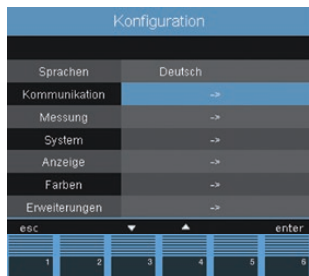 Konfiguration
Sprachen Deutsch
Kommunikation ->
Messung ->
System ->
Anzeige ->
Farben ->
Erweiterungen ->
esc ▼ ▲ enter
1 2 3 4 5 6